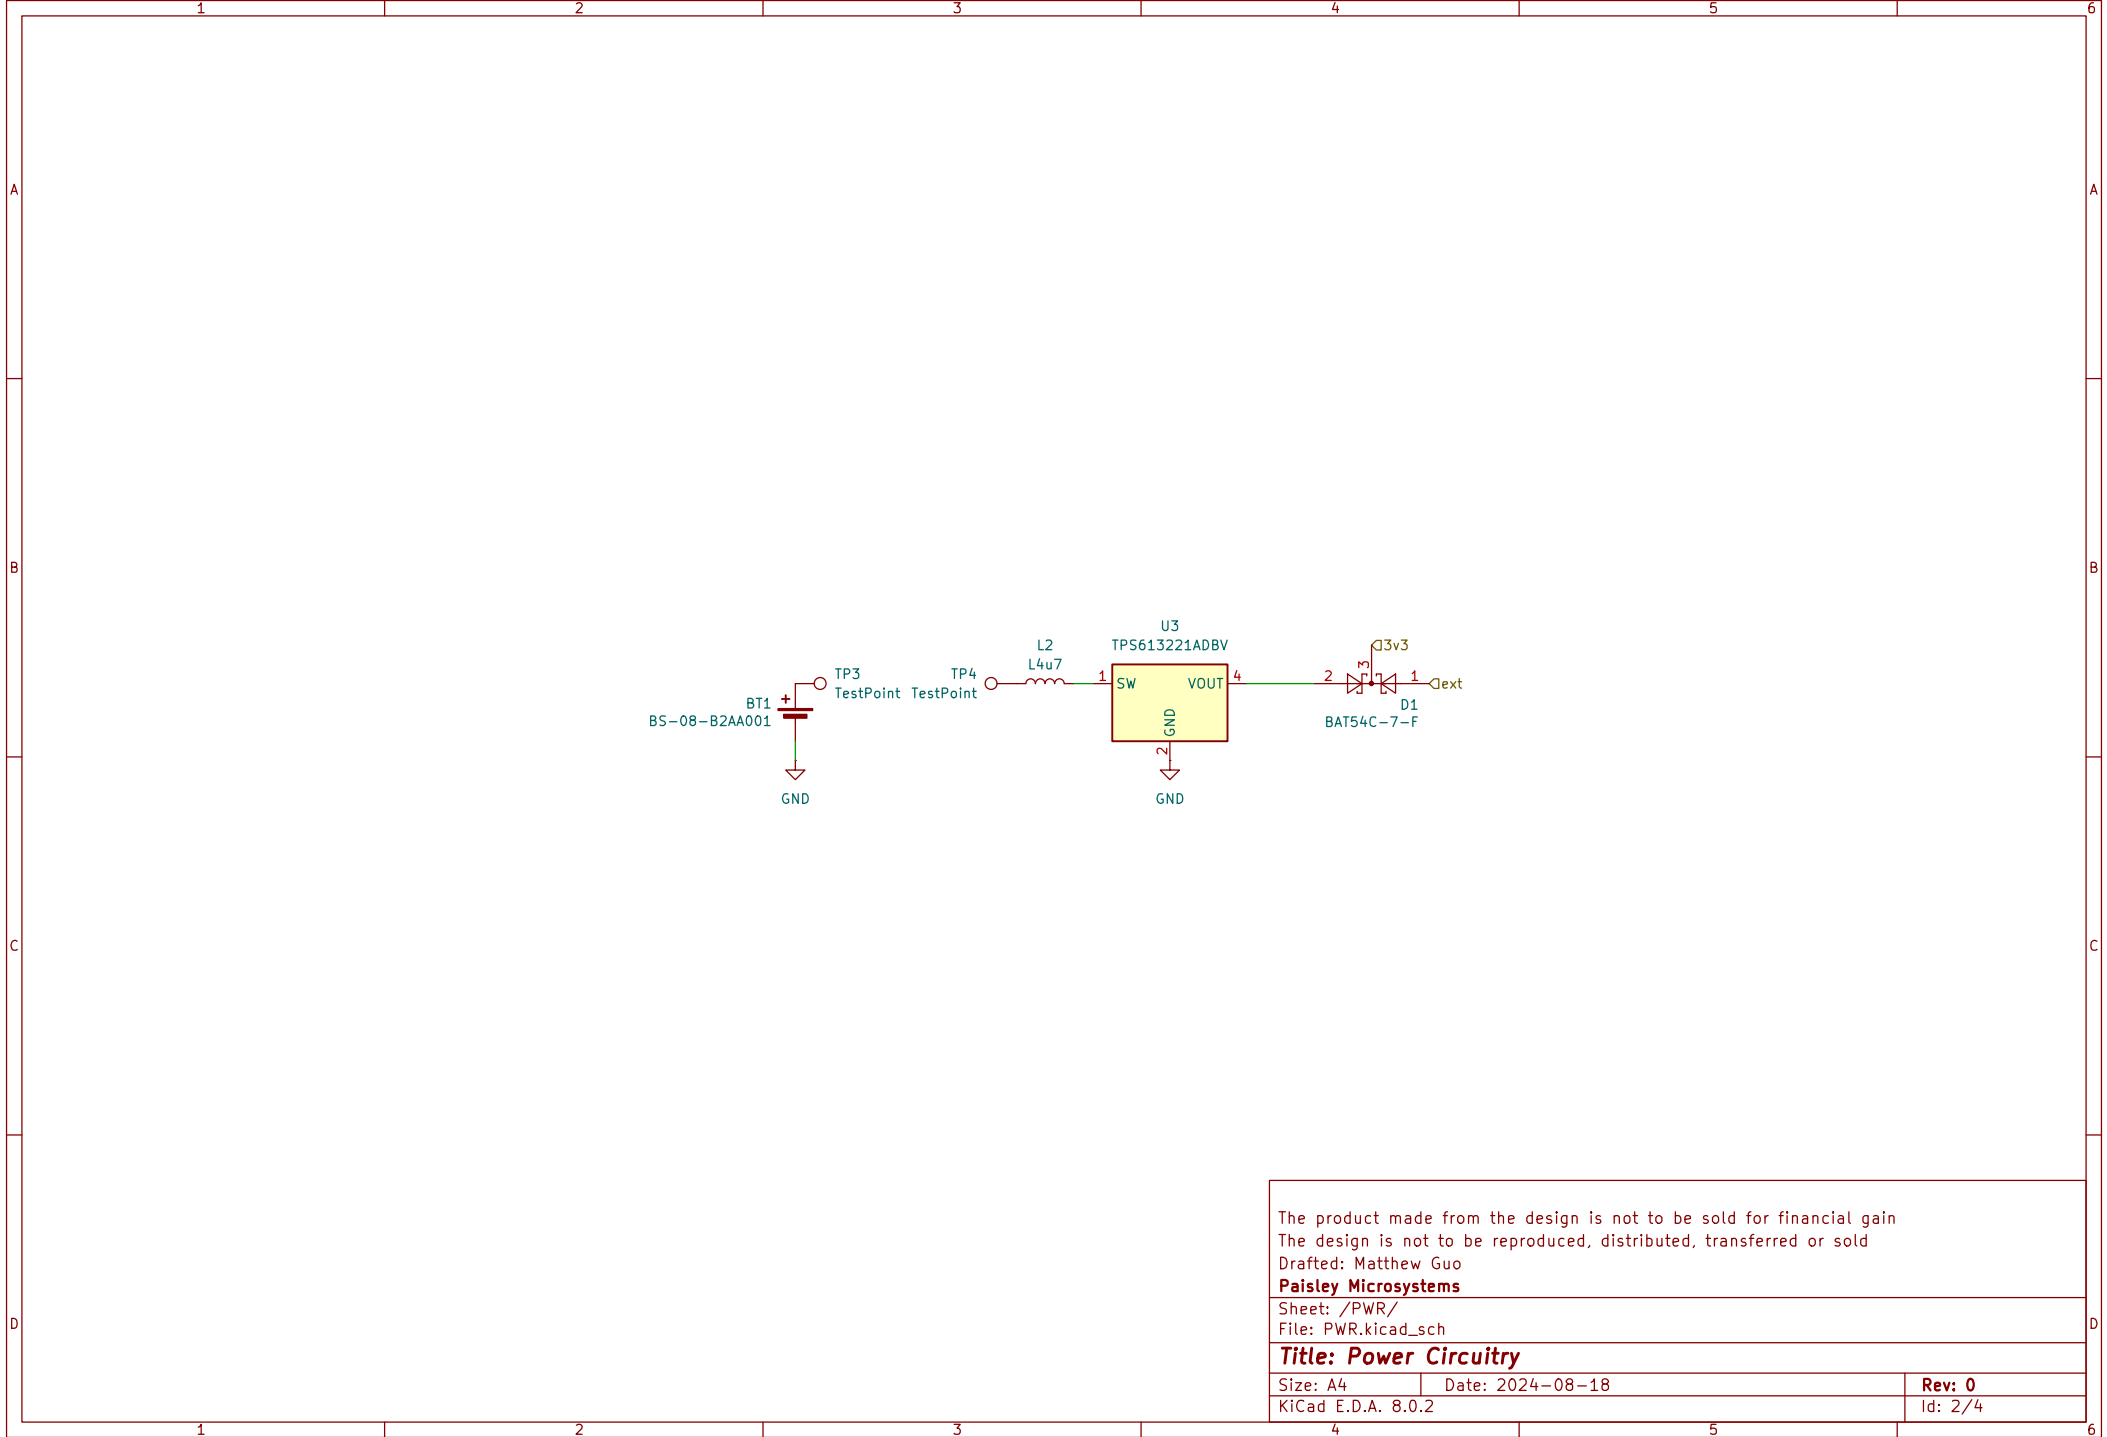 1 2 3 4 5 6
A A
B B
U3
TPS613221ADBV
L2
L4u7
3v3
TP3
TestPoint
TP4
TestPoint
1 SW VOUT 4
GND
2
2 3 1 ext
BT1
BS-08-B2AA001
+
D1
BAT54C-7-F
GND GND
C C
The product made from the design is not to be sold for financial gain
The design is not to be reproduced, distributed, transferred or sold
Drafted: Matthew Guo
Paisley Microsystems
Sheet: /PWR/
File: PWR.kicad_sch
D D
Title: Power Circuitry
Size: A4 Date: 2024-08-18 Rev: 0
KiCad E.D.A. 8.0.2 Id: 2/4
1 2 3 4 5 6